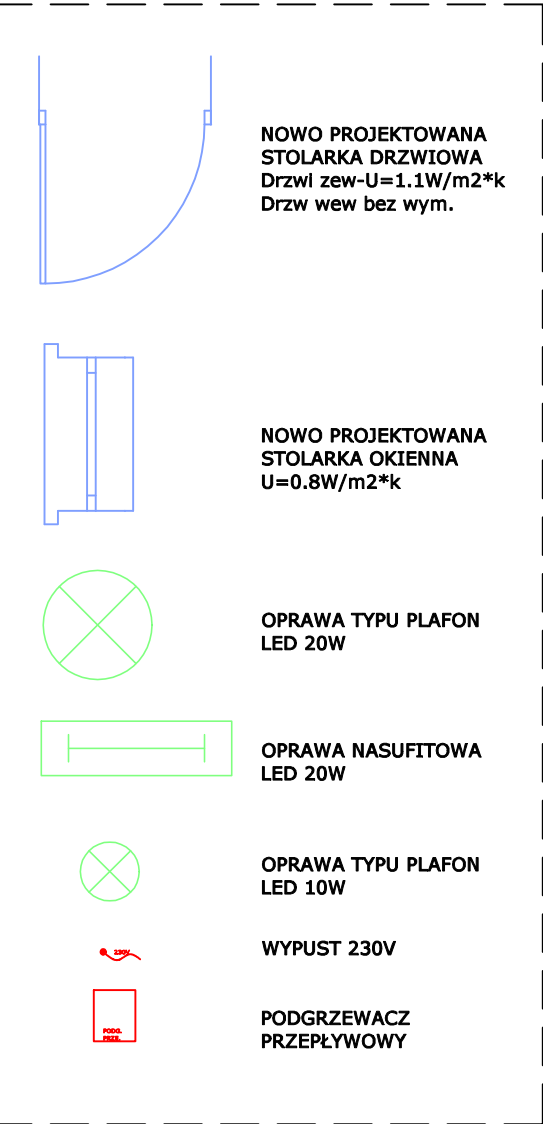 NOWO PROJEKTOWANA
STOLARKA DRZWIOWA
Drzwi zew-U=1.1W/m2*k
Drzw wew bez wym.
NOWO PROJEKTOWANA
STOLARKA OKIENNA
U=0.8W/m2*k
OPRAWA TYPU PLAFON
LED 20W
OPRAWA NASUFITOWA
LED 20W
OPRAWA TYPU PLAFON
LED 10W
230V
WYPUST 230V
PODG.
PRZE.
PODGRZEWACZ
PRZEPŁYWOWY